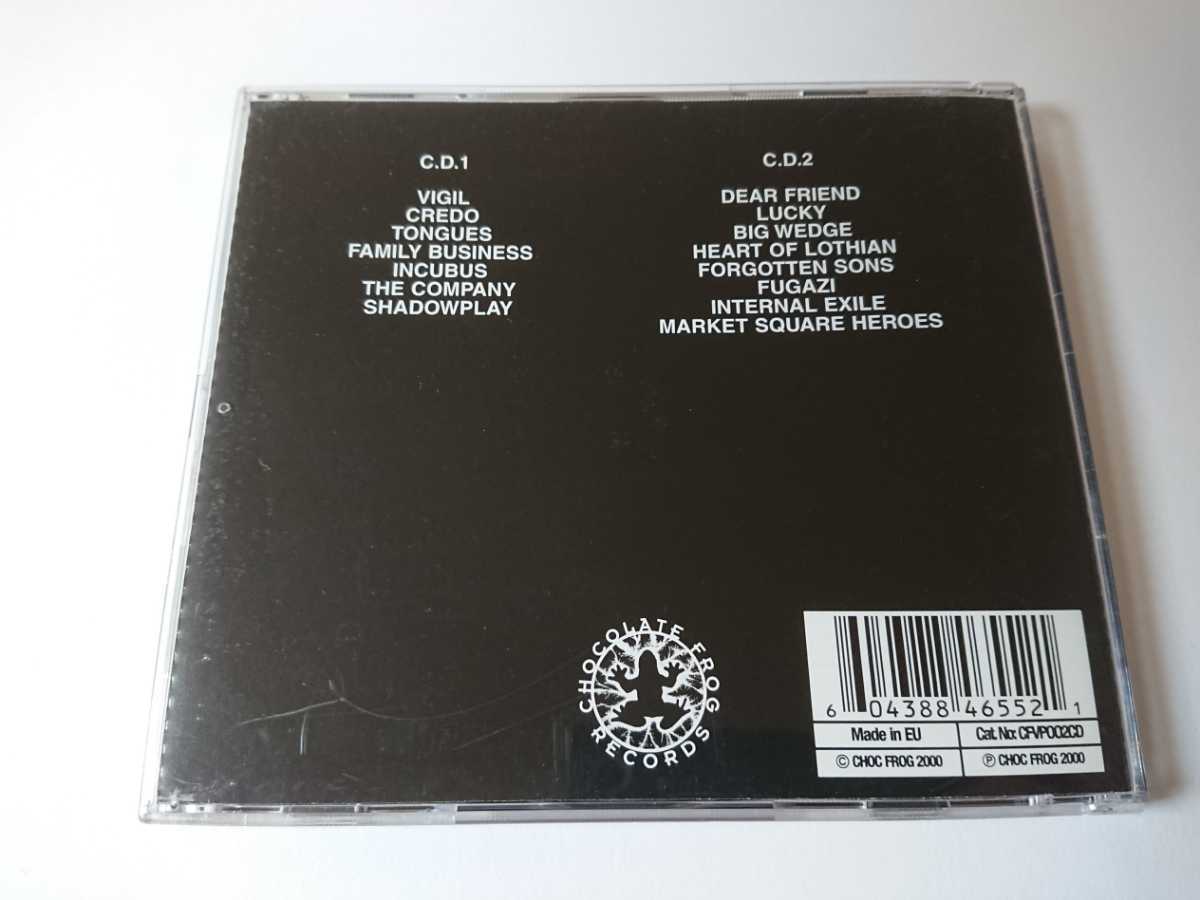 C.D.1
VIGIL
CREDO
TONGUES
FAMILY BUSINESS
INCUBUS
THE COMPANY
SHADOWPLAY
C.D.2
DEAR FRIEND
LUCKY
BIG WEDGE
HEART OF LOTHIAN
FORGOTTEN SONS
FUGAZI
INTERNAL EXILE
MARKET SQUARE HEROES
CHOCOLATE FROG RECORDS
6 04388 46552 1
Made in EU
Cat. No: CFVP002CD
© CHOC FROG 2000
℗ CHOC FROG 2000